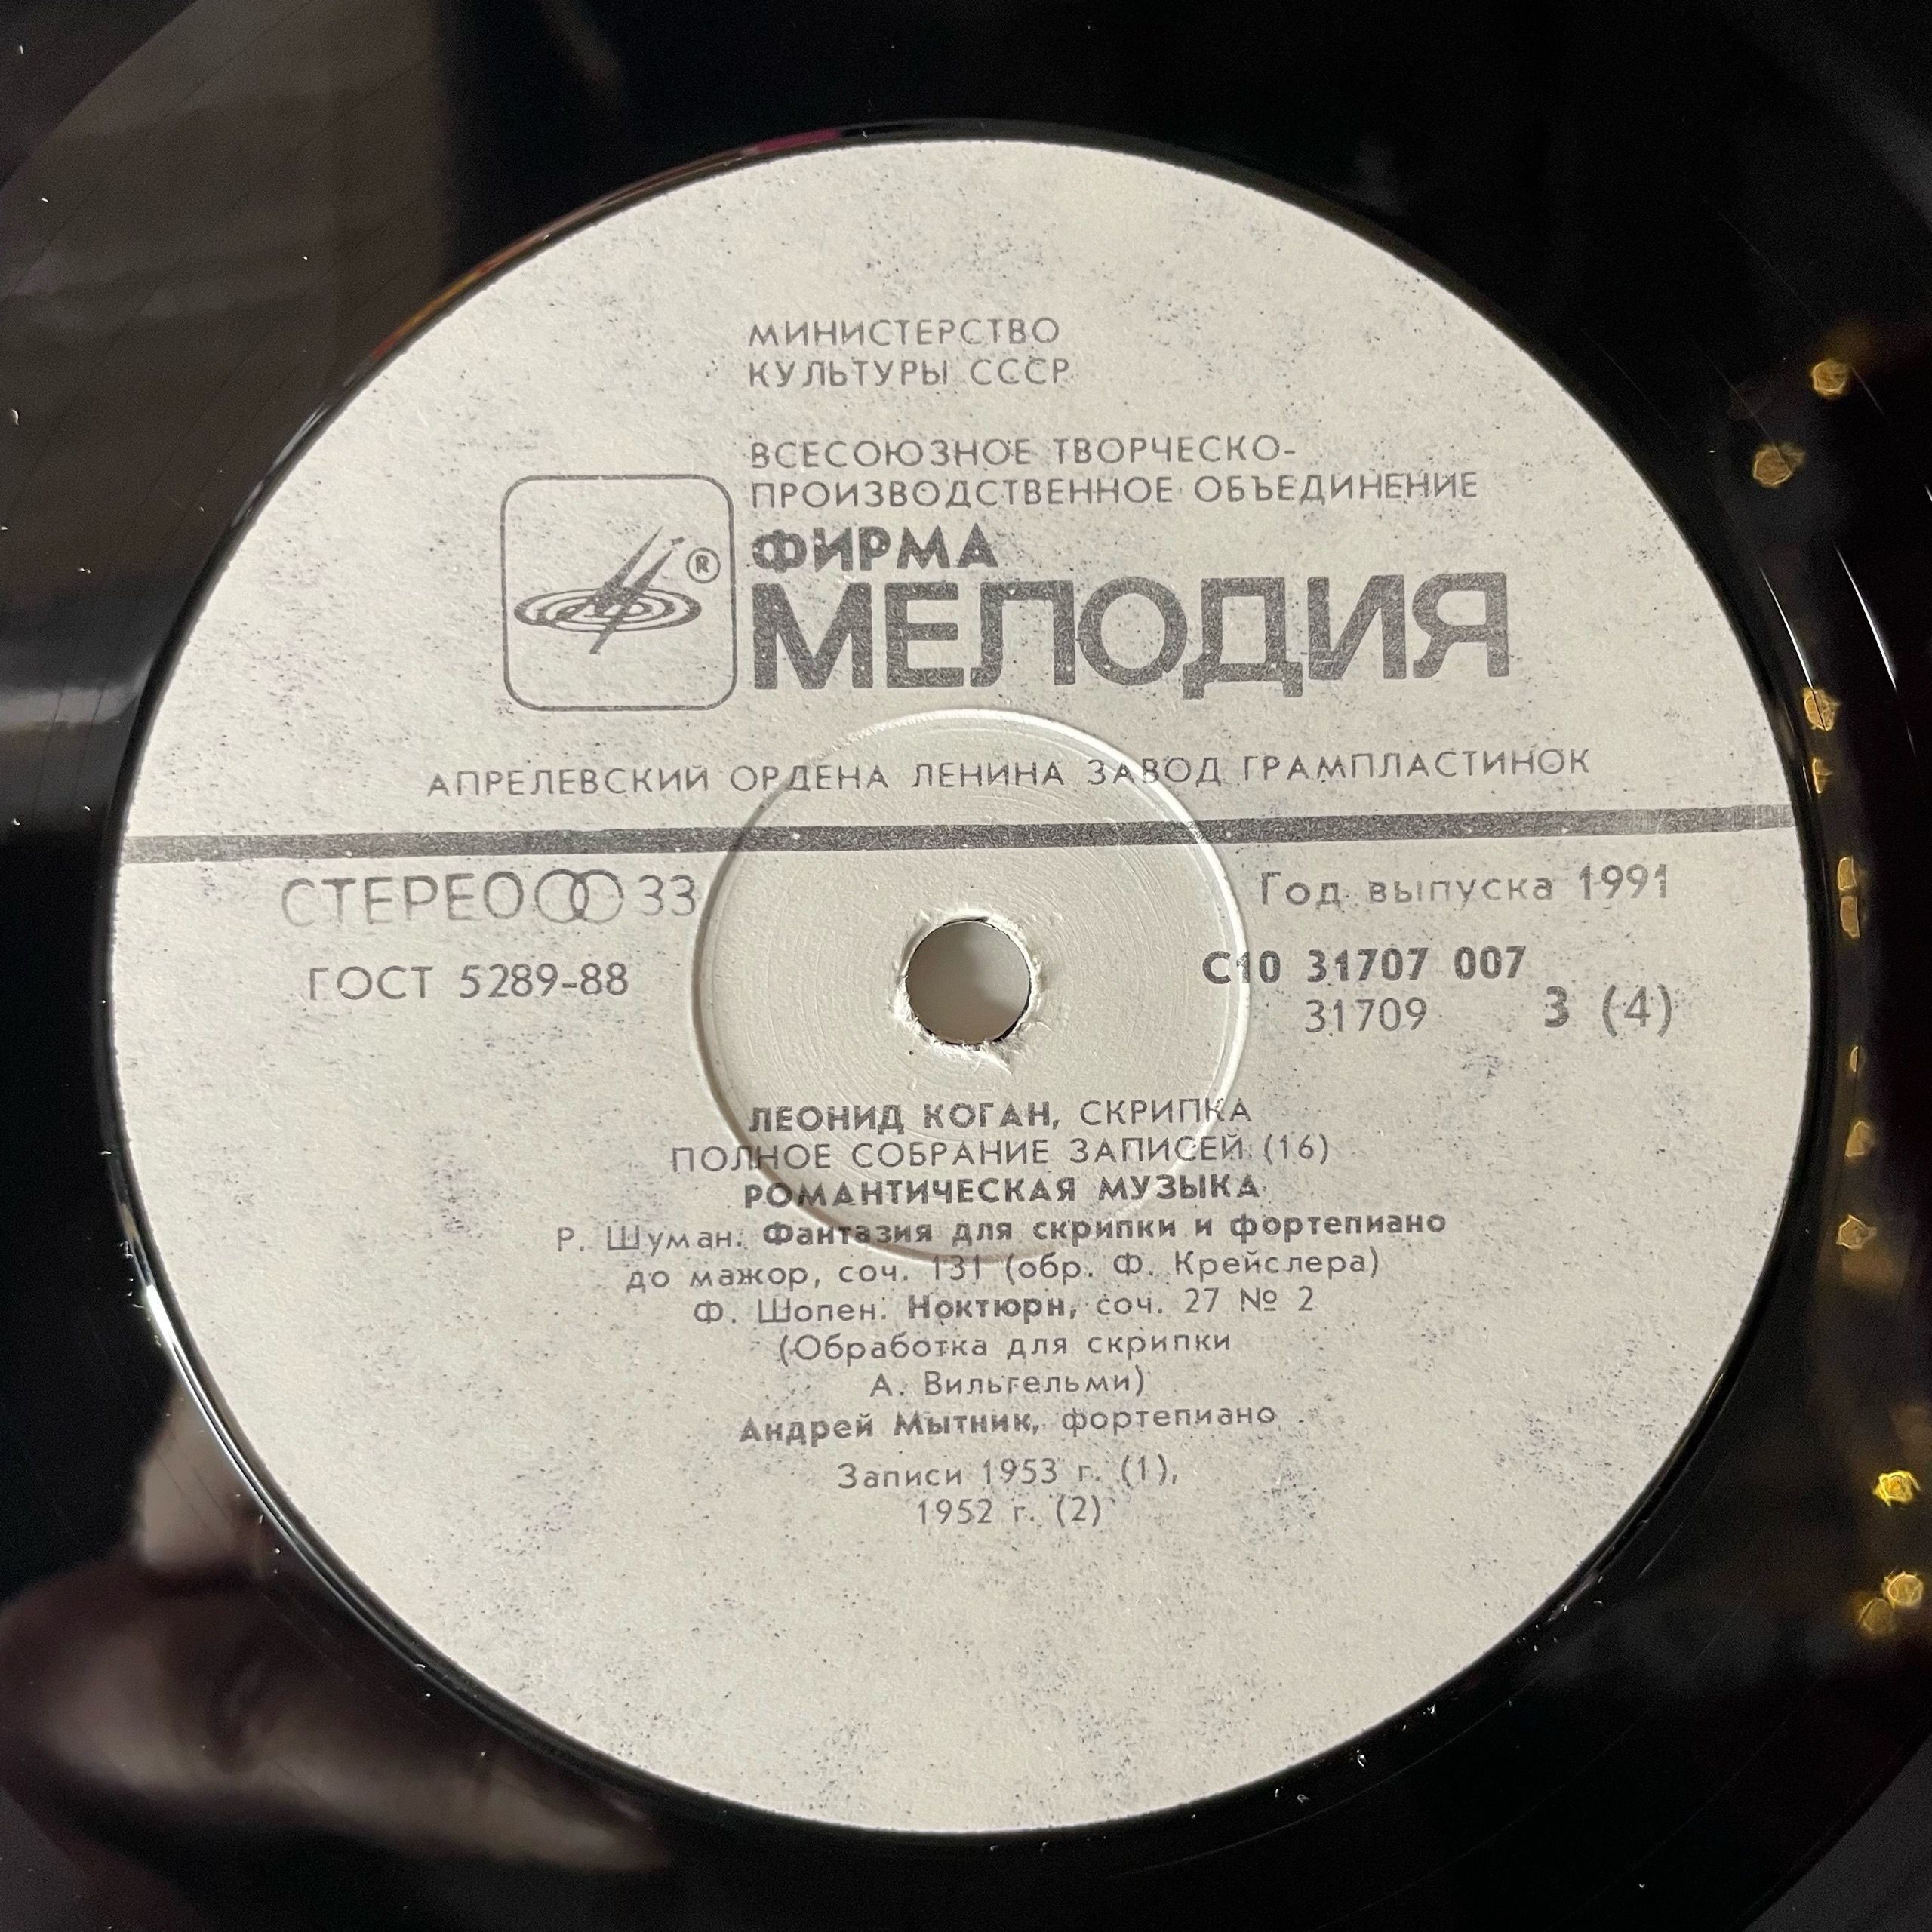 МИНИСТЕРСТВО
КУЛЬТУРЫ СССР
ВСЕСОЮЗНОЕ ТВОРЧЕСКО-
ПРОИЗВОДСТВЕННОЕ ОБЪЕДИНЕНИЕ
®
ФИРМА
МЕЛОДИЯ
АПРЕЛЕВСКИЙ ОРДЕНА ЛЕНИНА ЗАВОД ГРАМПЛАСТИНОК
СТЕРЕО 33
Год выпуска 1991
ГОСТ 5289-88
С10 31707 007
31709 3 (4)
ЛЕОНИД КОГАН, СКРИПКА
ПОЛНОЕ СОБРАНИЕ ЗАПИСЕЙ (16)
РОМАНТИЧЕСКАЯ МУЗЫКА
Р. Шуман. Фантазия для скрипки и фортепиано
до мажор, соч. 131 (обр. Ф. Крейслера)
Ф. Шопен. Ноктюрн, соч. 27 № 2
(Обработка для скрипки
А. Вильгельми)
Андрей Мытник, фортепиано
Записи 1953 г. (1),
1952 г. (2)